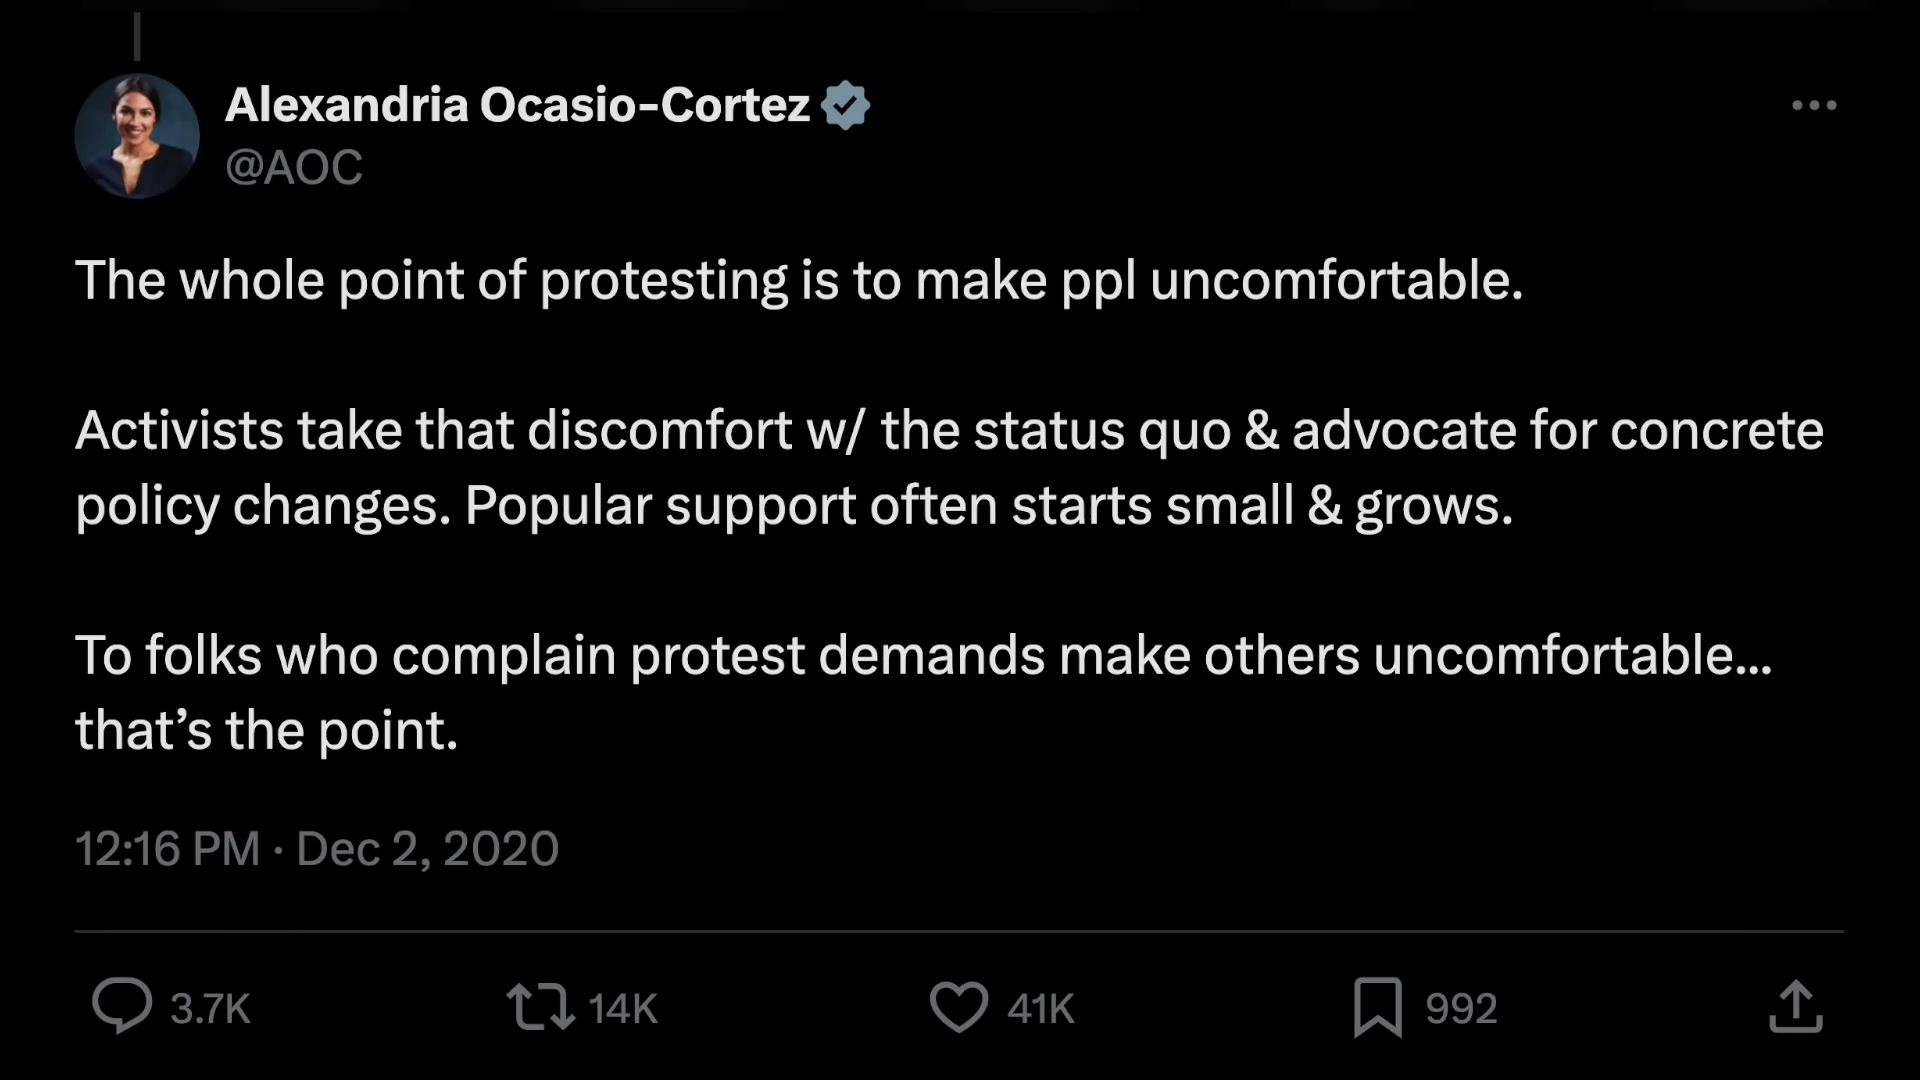 Alexandria Ocasio-Cortez
@AOC
The whole point of protesting is to make ppl uncomfortable.
Activists take that discomfort w/ the status quo & advocate for concrete
policy changes. Popular support often starts small & grows.
To folks who complain protest demands make others uncomfortable...
that’s the point.
12:16 PM · Dec 2, 2020
3.7K 14K 41K 992